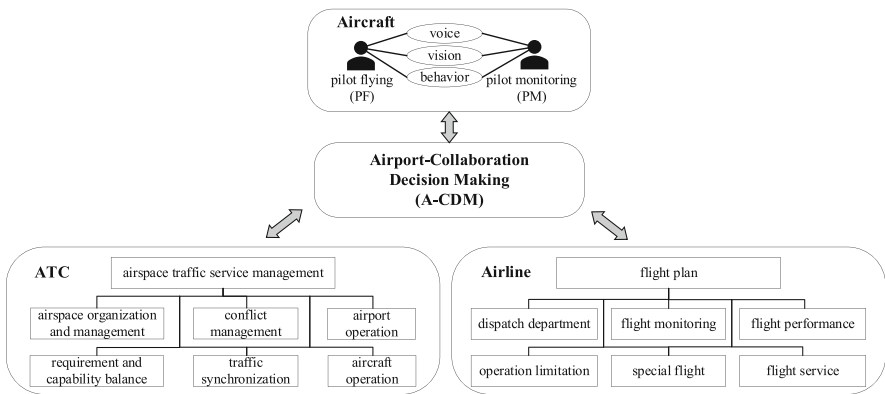 Aircraft
voice
vision
behavior
pilot flying
(PF)
pilot monitoring
(PM)
Airport-Collaboration
Decision Making
(A-CDM)
ATC
airspace traffic service management
airspace organization
and management
conflict
management
airport
operation
requirement and
capability balance
traffic
synchronization
aircraft
operation
Airline
flight plan
dispatch department
flight monitoring
flight performance
operation limitation
special flight
flight service